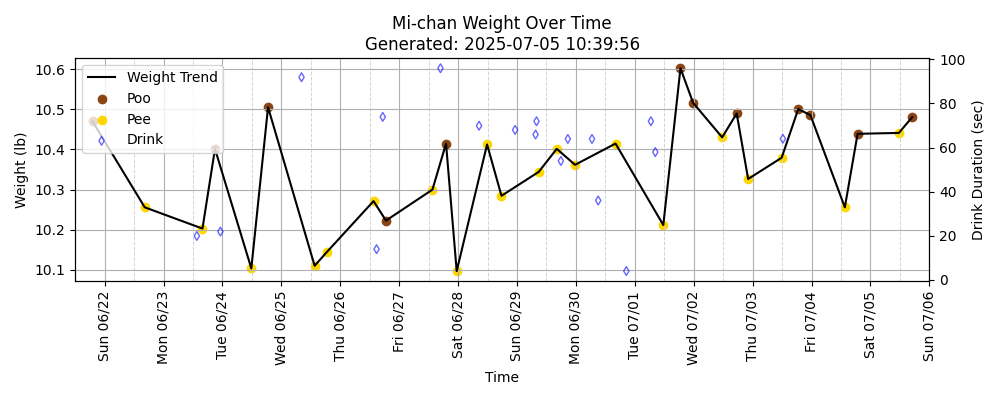 Mi-chan Weight Over Time
Generated: 2025-07-05 10:39:56
Weight (lb)
10.6
10.5
10.4
10.3
10.2
10.1
Weight Trend
Poo
Pee
Drink
100
80
60
40
20
0
Drink Duration (sec)
Sun 06/22
Mon 06/23
Tue 06/24
Wed 06/25
Thu 06/26
Fri 06/27
Sat 06/28
Sun 06/29
Mon 06/30
Tue 07/01
Wed 07/02
Thu 07/03
Fri 07/04
Sat 07/05
Sun 07/06
Time